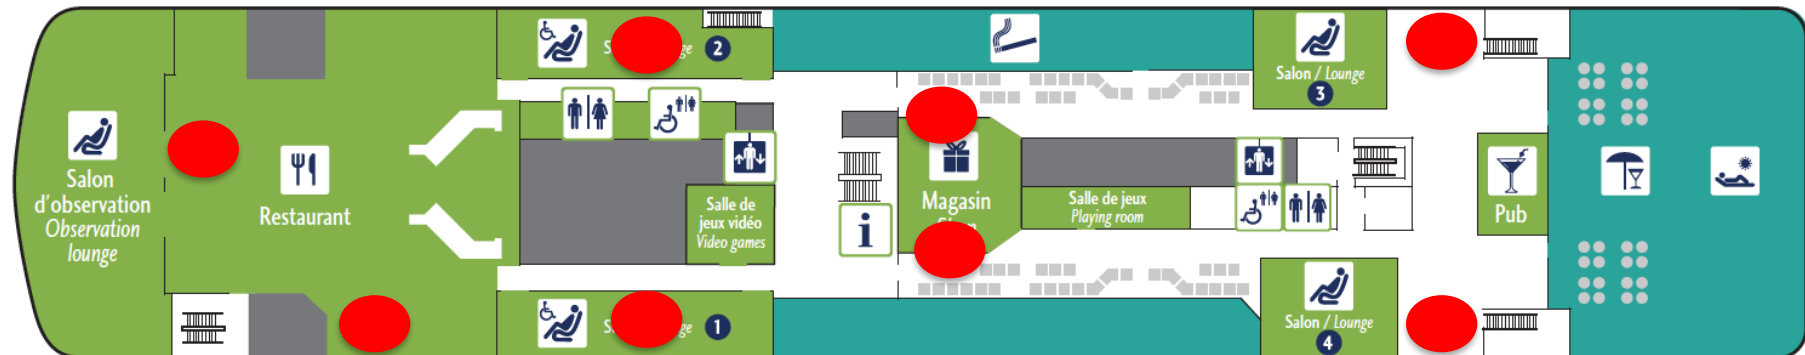 Salon
d'observation
Observation
lounge
Restaurant
2
1
Salle de
jeux vidéo
Video games
i
Magasin
Salle de jeux
Playing room
Salon / Lounge
3
Salon / Lounge
4
Pub